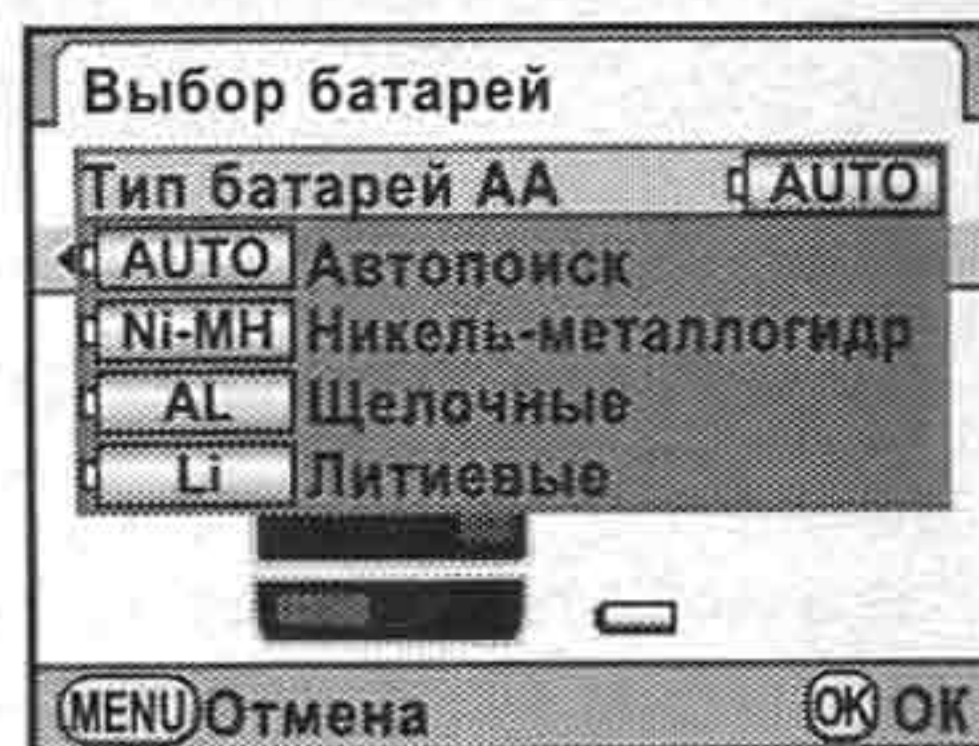 Выбор батарей
Тип батарей AA AUTO
AUTO Автопоиск
Ni-MH Никель-металлогидр
AL Щелочные
Li Литиевые
MENU Отмена OK OK